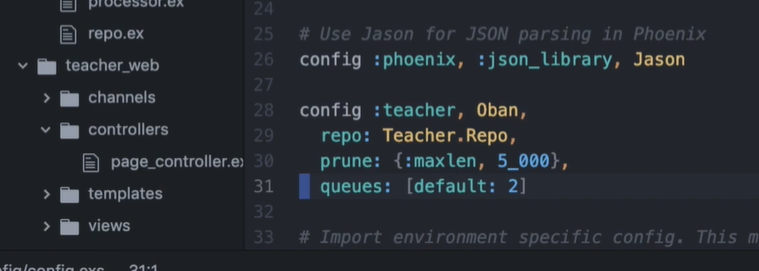 processor.ex
repo.ex
teacher_web
channels
controllers
page_controller.ex
templates
views
24
25 # Use Jason for JSON parsing in Phoenix
26 config :phoenix, :json_library, Jason
27
28 config :teacher, Oban,
29 repo: Teacher.Repo,
30 prune: {:maxlen, 5_000},
31 queues: [default: 2]
32
33 # Import environment specific config. This m
fig/config.exs 31:1